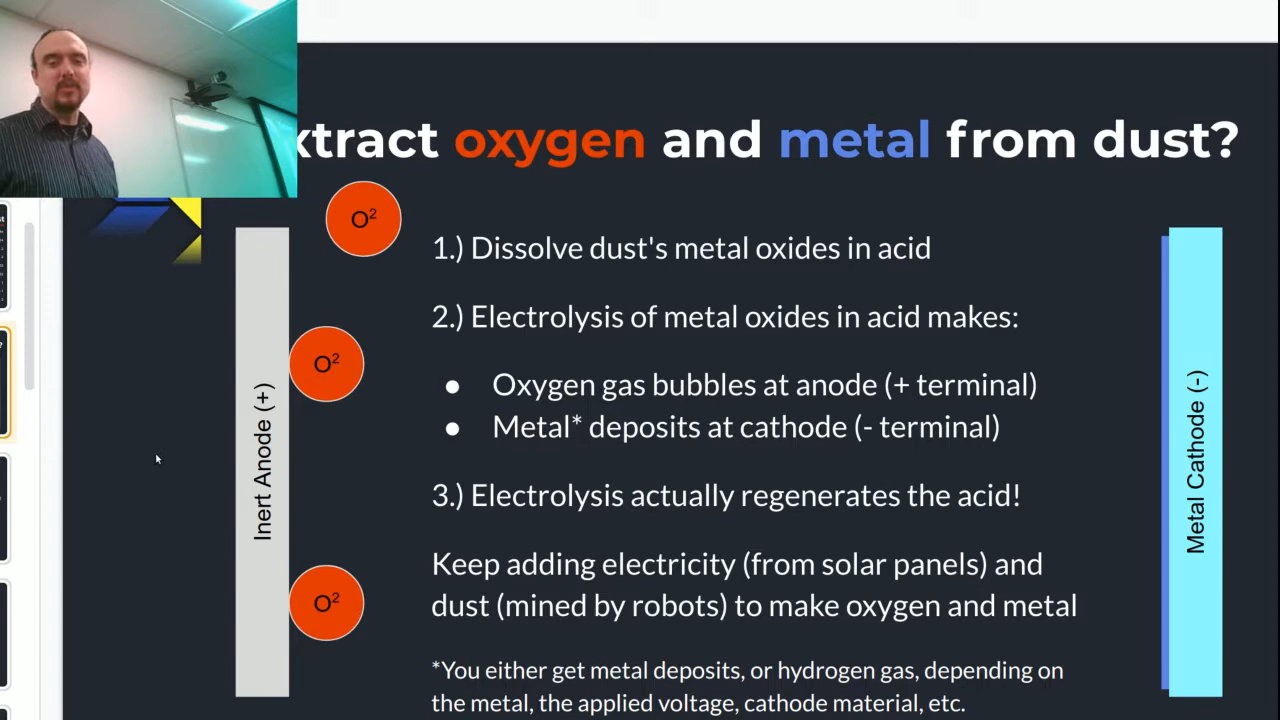 xtract oxygen and metal from dust?
O²
1.) Dissolve dust's metal oxides in acid
2.) Electrolysis of metal oxides in acid makes:
O²
● Oxygen gas bubbles at anode (+ terminal)
● Metal* deposits at cathode (- terminal)
Inert Anode (+)
Metal Cathode (-)
3.) Electrolysis actually regenerates the acid!
Keep adding electricity (from solar panels) and
O²
dust (mined by robots) to make oxygen and metal
*You either get metal deposits, or hydrogen gas, depending on
the metal, the applied voltage, cathode material, etc.